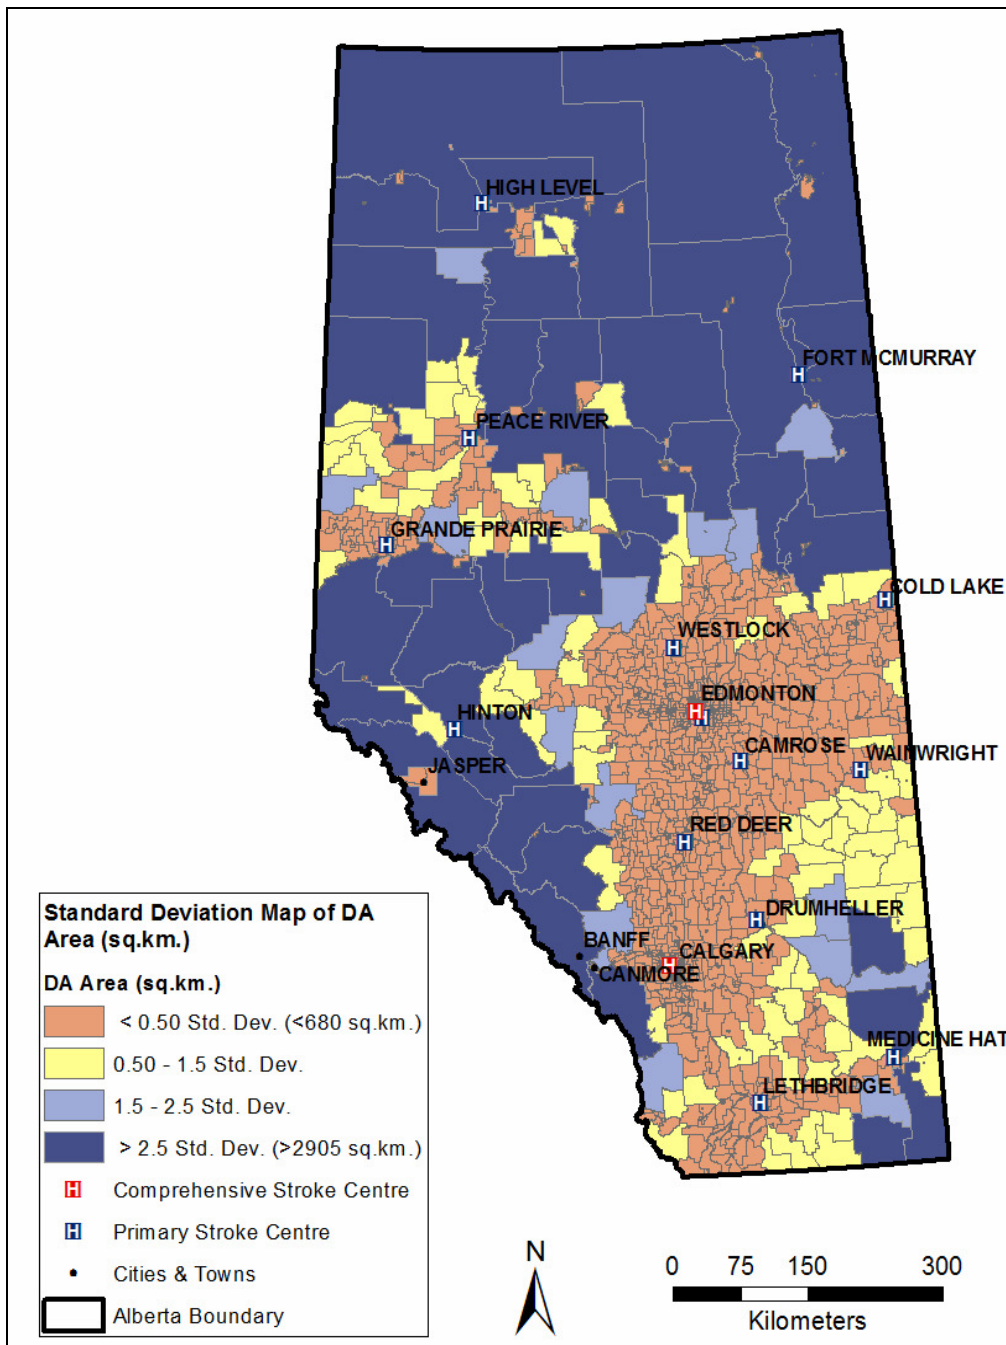 HIGH LEVEL
FORT MCMURRAY
PEACE RIVER
GRANDE PRAIRIE
COLD LAKE
WESTLOCK
EDMONTON
HINTON
CAMROSE
WAINWRIGHT
JASPER
RED DEER
DRUMHELLER
BANFF
CALGARY
CANMORE
MEDICINE HAT
LETHBRIDGE
Standard Deviation Map of DA
Area (sq.km.)
DA Area (sq.km.)
< 0.50 Std. Dev. (<680 sq.km.)
0.50 - 1.5 Std. Dev.
1.5 - 2.5 Std. Dev.
> 2.5 Std. Dev. (>2905 sq.km.)
H Comprehensive Stroke Centre
H Primary Stroke Centre
Cities & Towns
Alberta Boundary
N
0 75 150 300
Kilometers